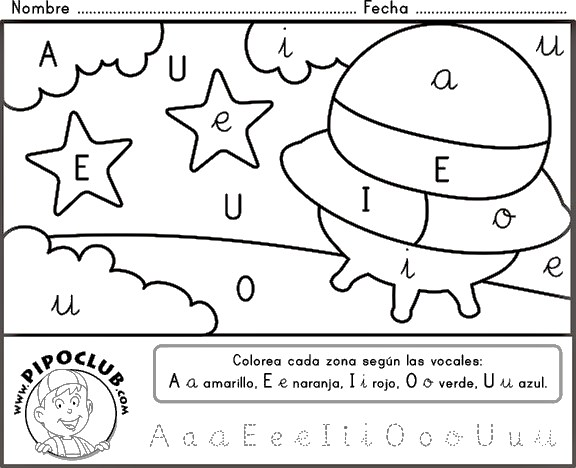 Nombre ........................ Fecha ........................
A U i a u
E e E
U I o
u O i e
Colorea cada zona según las vocales:
A a amarillo, E e naranja, I i rojo, O o verde, U u azul.
www.PIPOCLUB.com
A a a E e e I i i O o o U u u